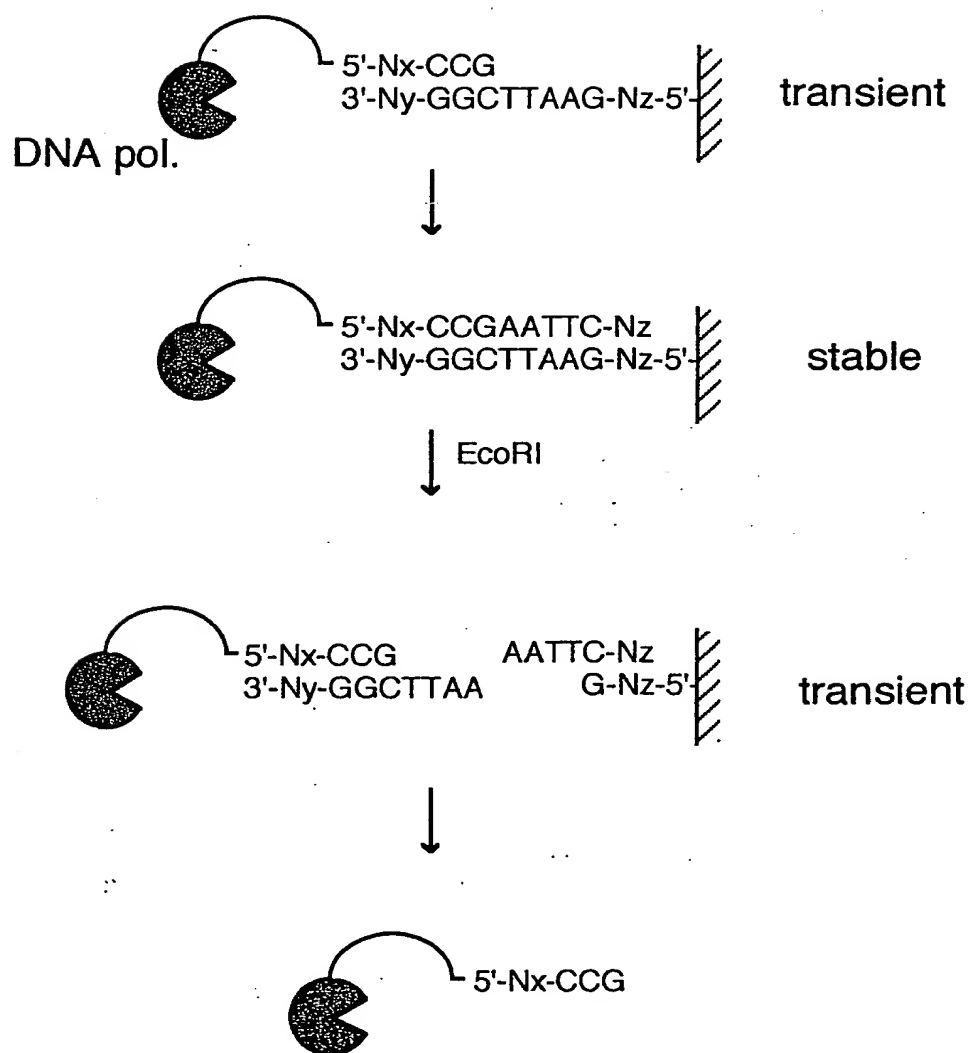 5'-Nx-CCG
3'-Ny-GGCTTAAG-Nz-5'
transient
DNA pol.
5'-Nx-CCGAATTC-Nz
3'-Ny-GGCTTAAG-Nz-5'
stable
EcoRI
5'-Nx-CCG
AATTC-Nz
3'-Ny-GGCTTAA
G-Nz-5'
transient
5'-Nx-CCG